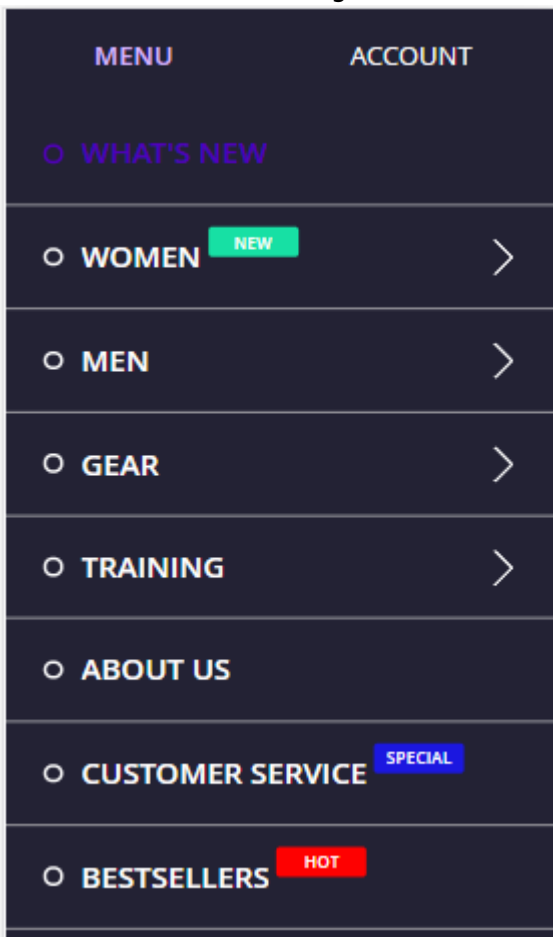 MENU ACCOUNT
WHAT'S NEW
WOMEN NEW
MEN
GEAR
TRAINING
ABOUT US
CUSTOMER SERVICE SPECIAL
BESTSELLERS HOT